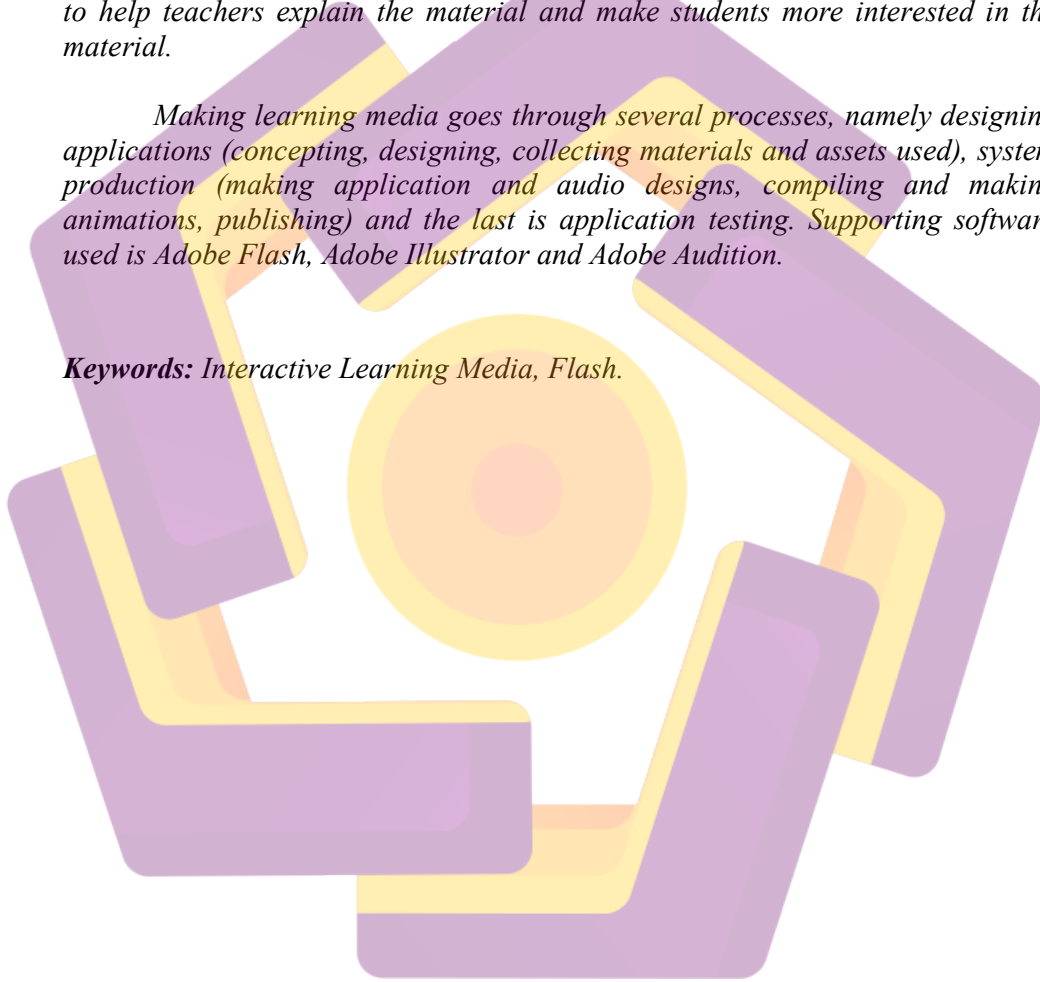 to help teachers explain the material and make students more interested in th
material.
Making learning media goes through several processes, namely designin
applications (concepting, designing, collecting materials and assets used), system
production (making application and audio designs, compiling and makin
animations, publishing) and the last is application testing. Supporting softwar
used is Adobe Flash, Adobe Illustrator and Adobe Audition.
Keywords: Interactive Learning Media, Flash.